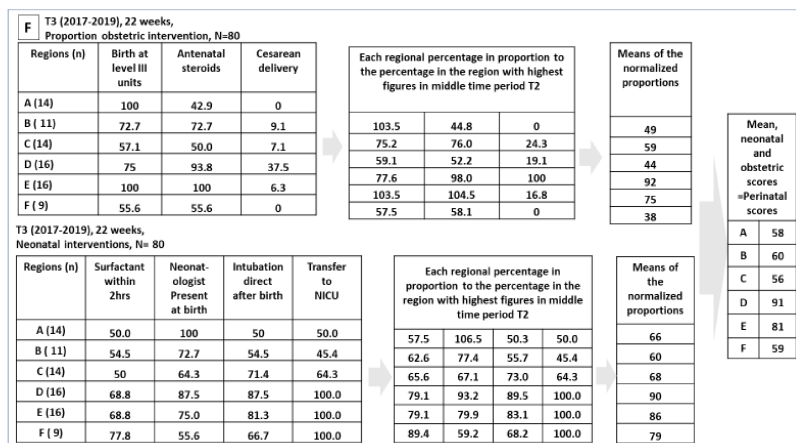 F
T3 (2017-2019), 22 weeks,
Proportion obstetric intervention, N=80
Regions (n) Birth at level III units Antenatal steroids Cesarean delivery
A (14) 100 42.9 0
B ( 11) 72.7 72.7 9.1
C (14) 57.1 50.0 7.1
D (16) 75 93.8 37.5
E (16) 100 100 6.3
F ( 9) 55.6 55.6 0
Each regional percentage in proportion to
the percentage in the region with highest
figures in middle time period T2
103.5 44.8 0
75.2 76.0 24.3
59.1 52.2 19.1
77.6 98.0 100
103.5 104.5 16.8
57.5 58.1 0
Means of the
normalized
proportions
49
59
44
92
75
38
T3 (2017-2019), 22 weeks,
Neonatal interventions, N= 80
Regions (n) Surfactant within 2hrs Neonat-ologist Present at birth Intubation direct after birth Transfer to NICU
A (14) 50.0 100 50 50.0
B ( 11) 54.5 72.7 54.5 45.4
C (14) 50 64.3 71.4 64.3
D (16) 68.8 87.5 87.5 100.0
E (16) 68.8 75.0 81.3 100.0
F ( 9) 77.8 55.6 66.7 100.0
Each regional percentage in
proportion to the percentage in the
region with highest figures in middle
time period T2
57.5 106.5 50.3 50.0
62.6 77.4 55.7 45.4
65.6 67.1 73.0 64.3
79.1 93.2 89.5 100.0
79.1 79.9 83.1 100.0
89.4 59.2 68.2 100.0
Means of
the
normalized
proportions
66
60
68
90
86
79
Mean,
neonatal
and
obstetric
scores
=Perinatal
scores
A 58
B 60
C 56
D 91
E 81
F 59